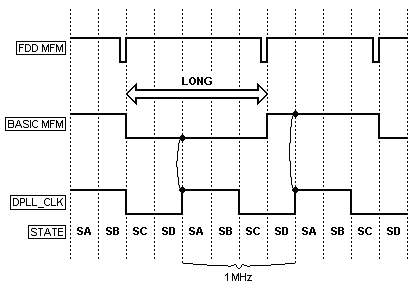 FDD MFM
LONG
BASIC MFM
DPLL_CLK
STATE SA SB SC SD SA SB SC SD SA SB SC SD
1MHz